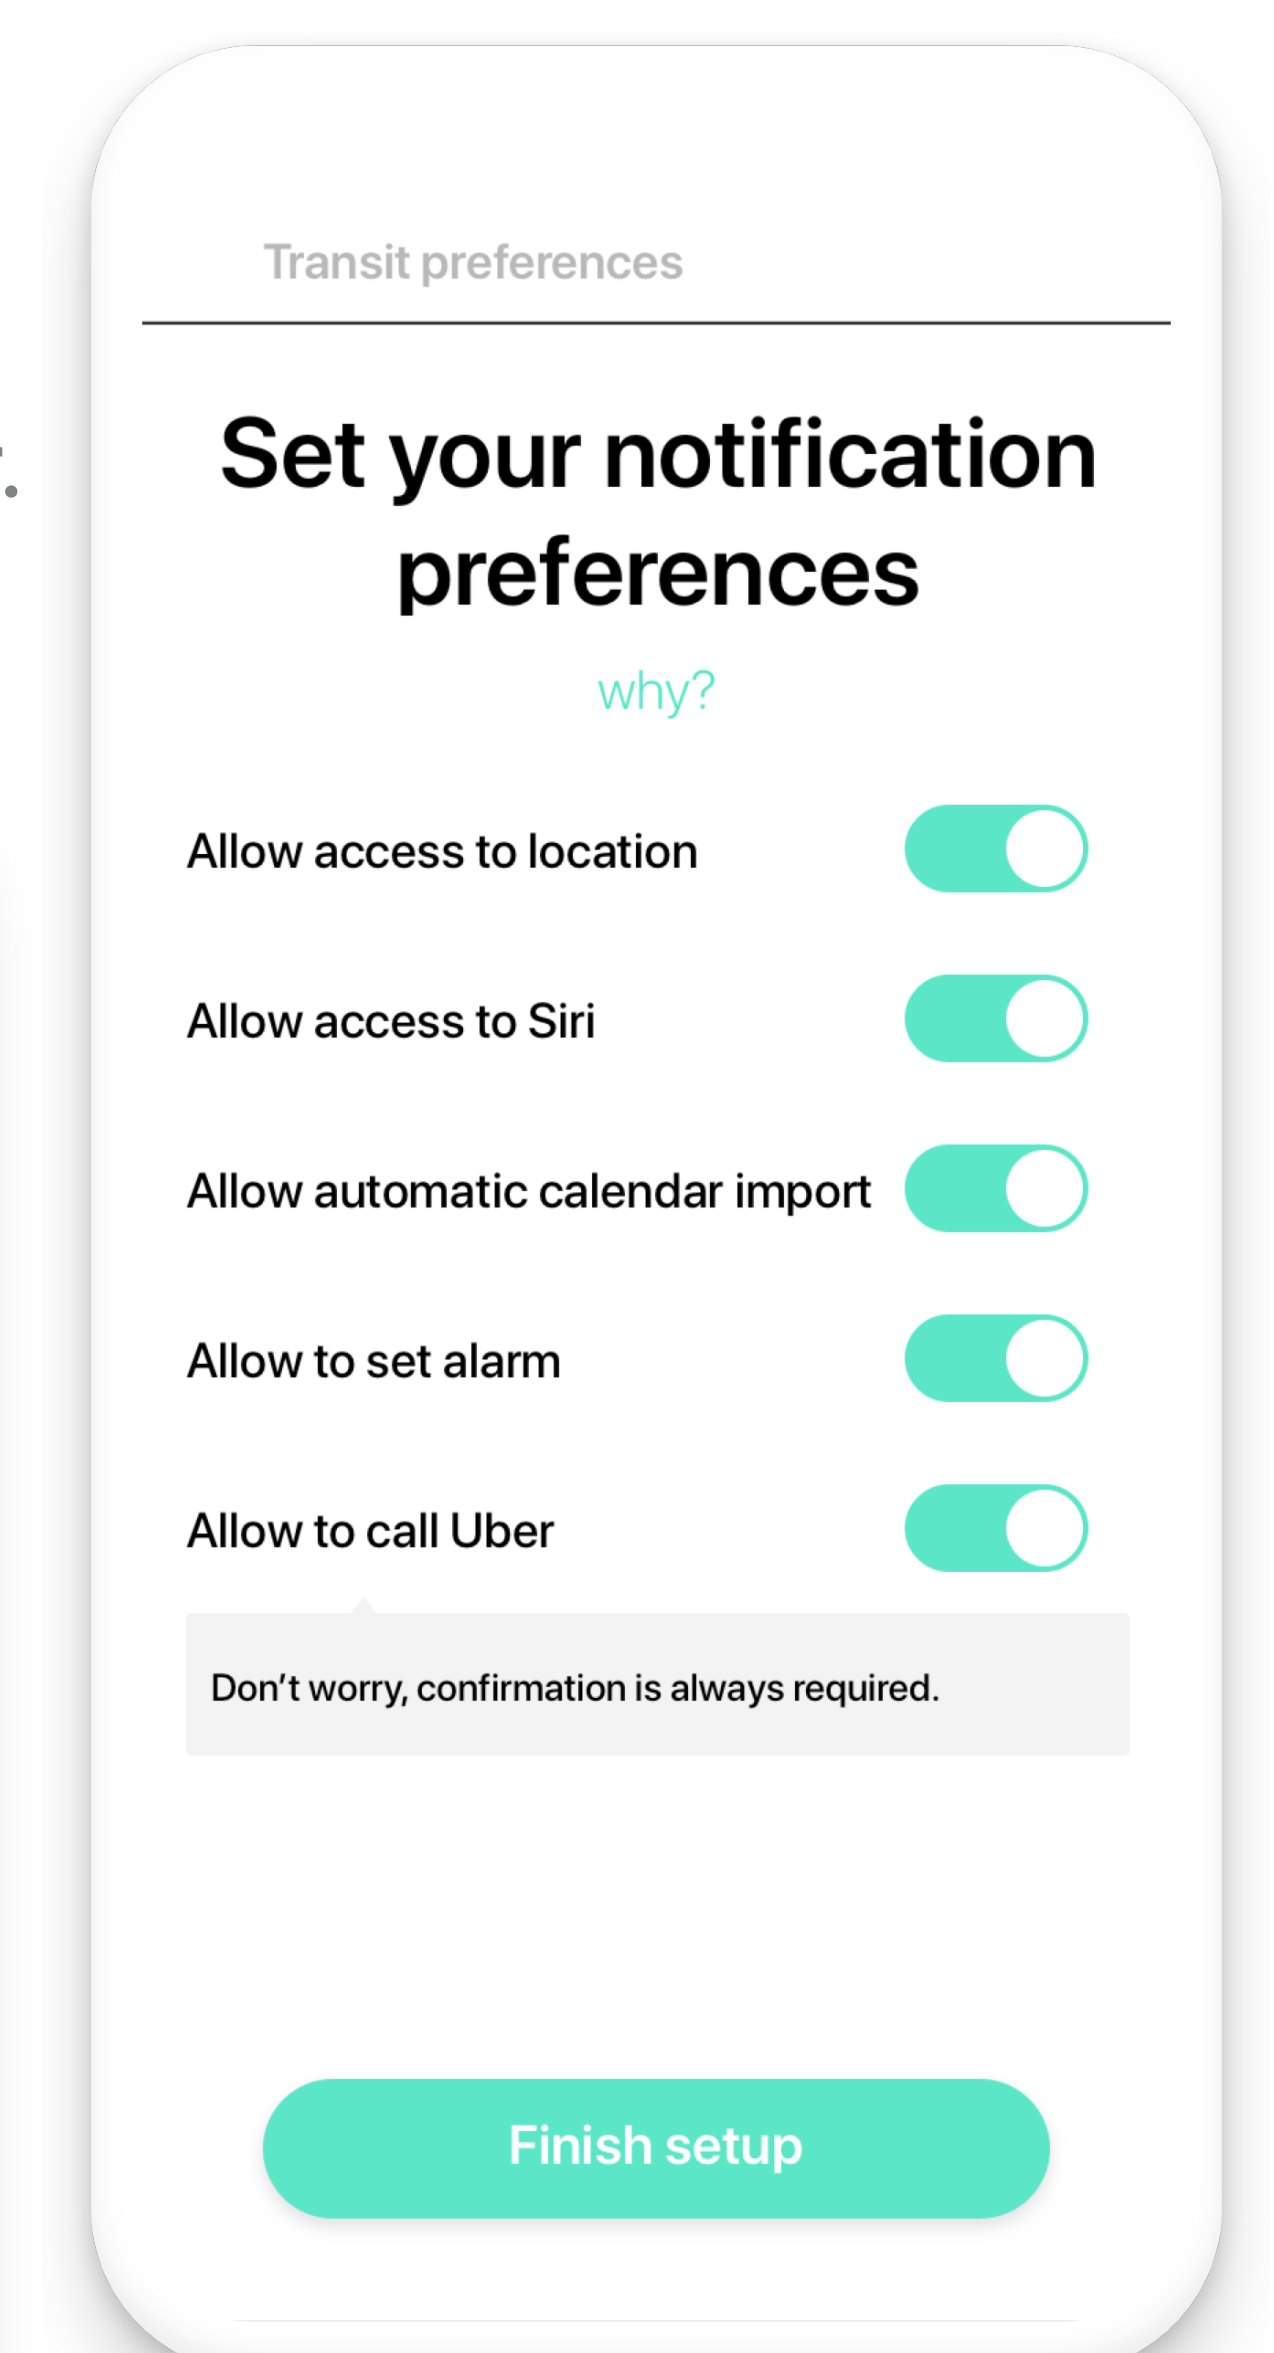 Transit preferences
Set your notification
preferences
why?
Allow access to location
Allow access to Siri
Allow automatic calendar import
Allow to set alarm
Allow to call Uber
Don't worry, confirmation is always required.
Finish setup